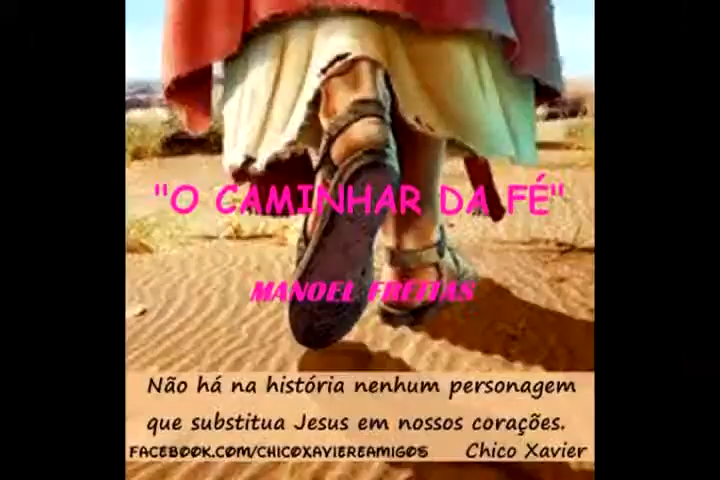 "O CAMINHAR DA FÉ"
MANOEL FREITAS
Não há na história nenhum personagem
que substitua Jesus em nossos corações.
FACEBOOK.COM/CHICOXAVIEREAMIGOS Chico Xavier